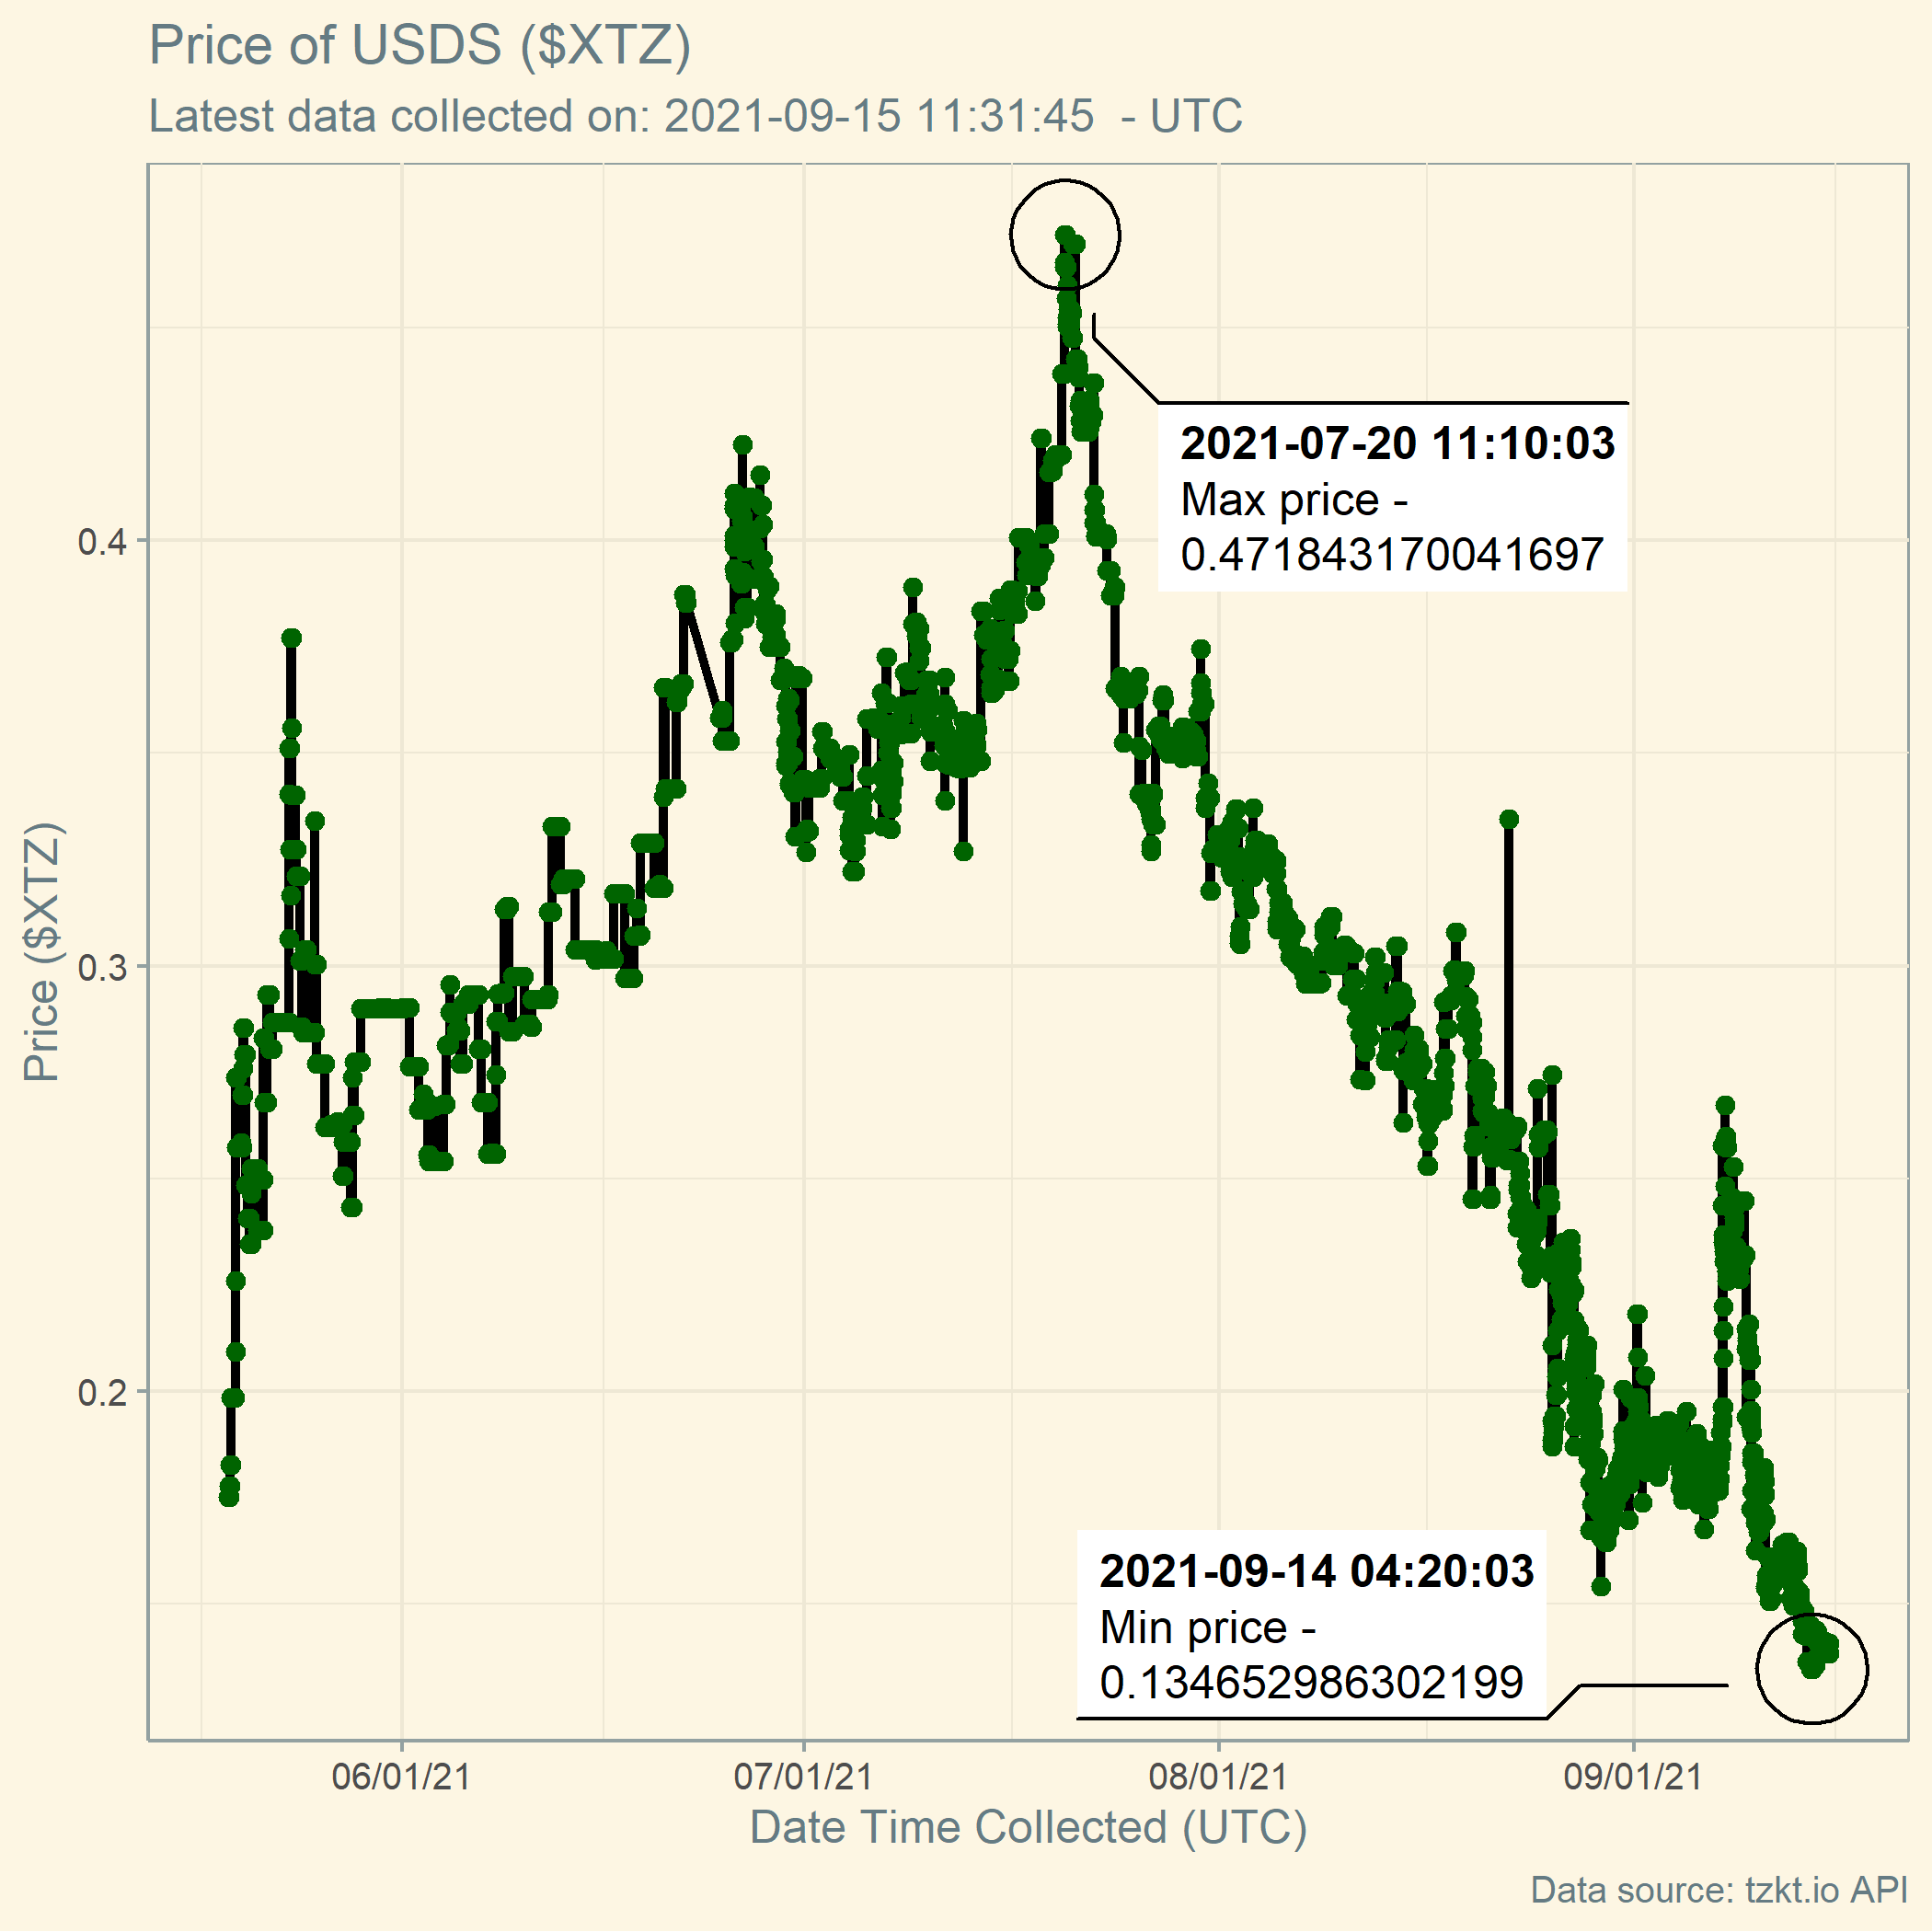 Price of USDS ($XTZ)
Latest data collected on: 2021-09-15 11:31:45  - UTC
Price ($XTZ)
0.4
0.3
0.2
2021-07-20 11:10:03
Max price -
0.471843170041697
2021-09-14 04:20:03
Min price -
0.134652986302199
06/01/21
07/01/21
08/01/21
09/01/21
Date Time Collected (UTC)
Data source: tzkt.io API